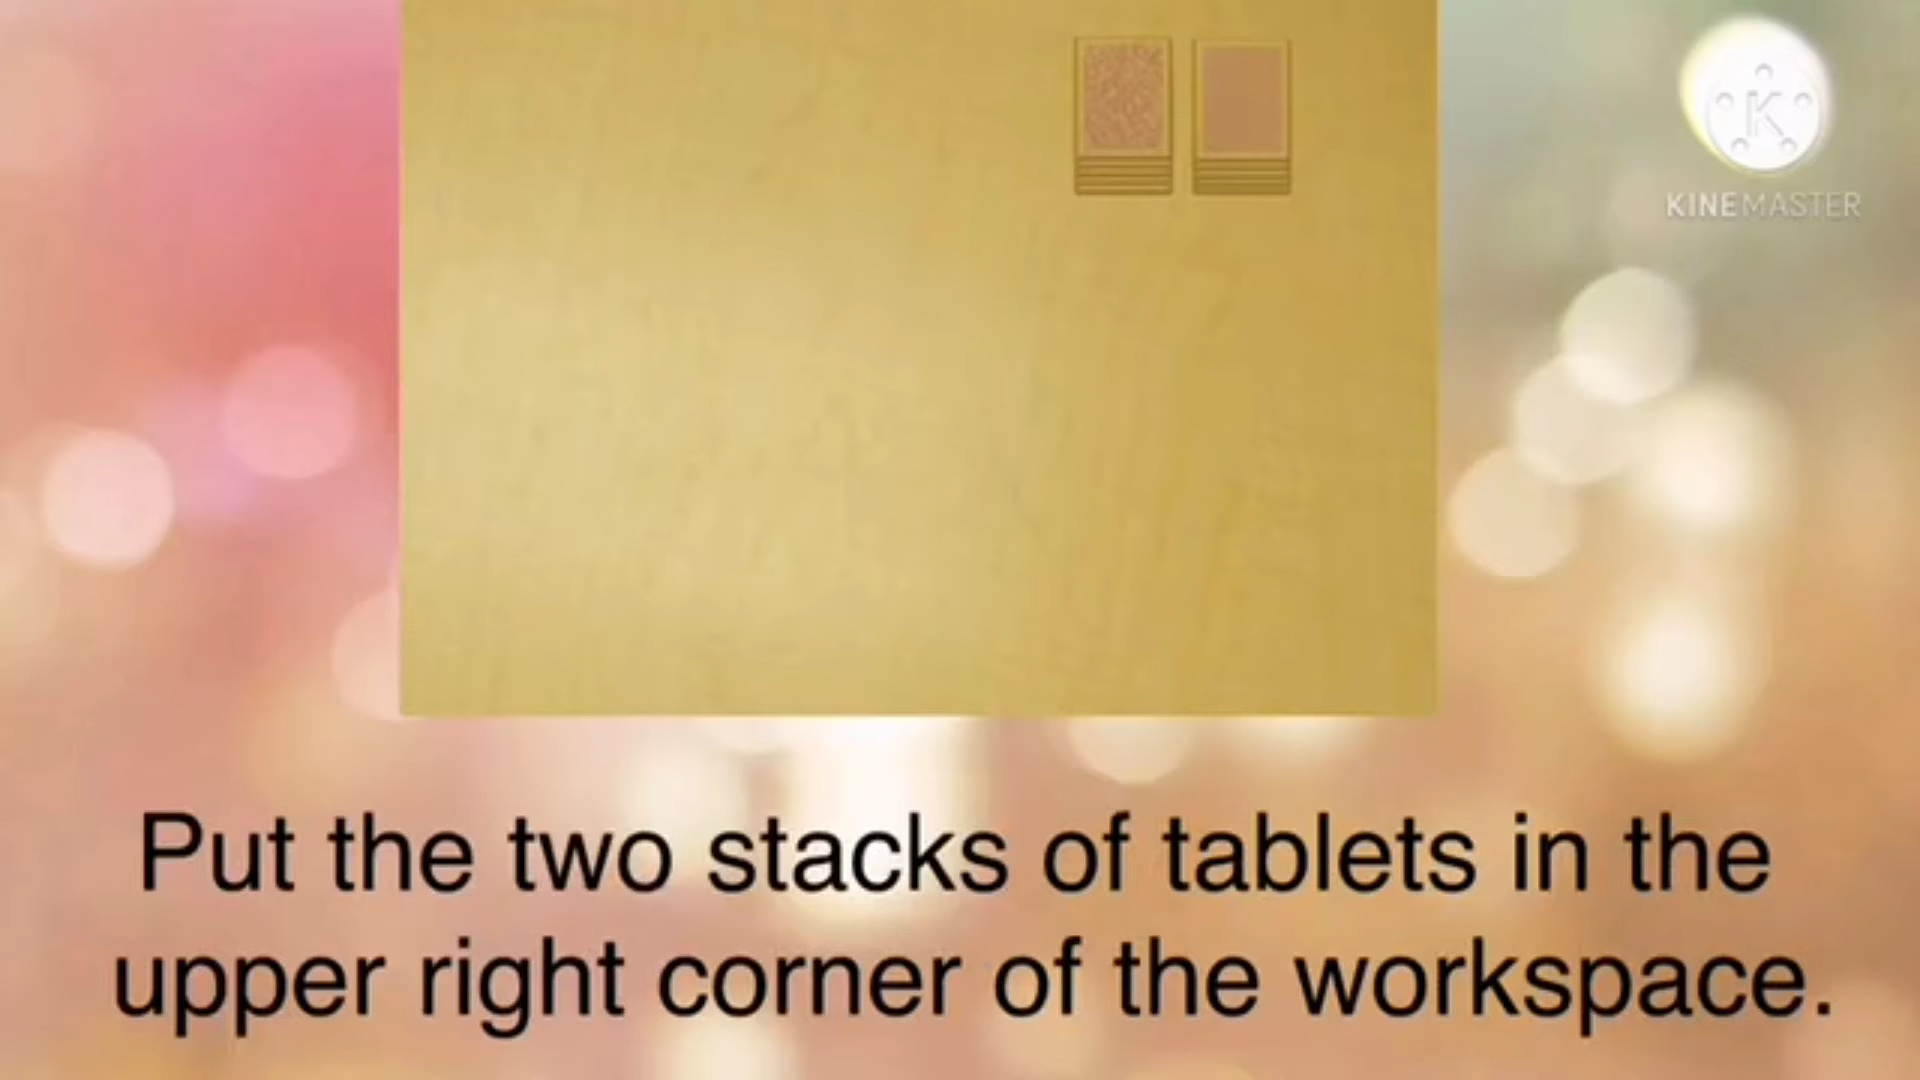 K
KINEMASTER
Put the two stacks of tablets in the
upper right corner of the workspace.